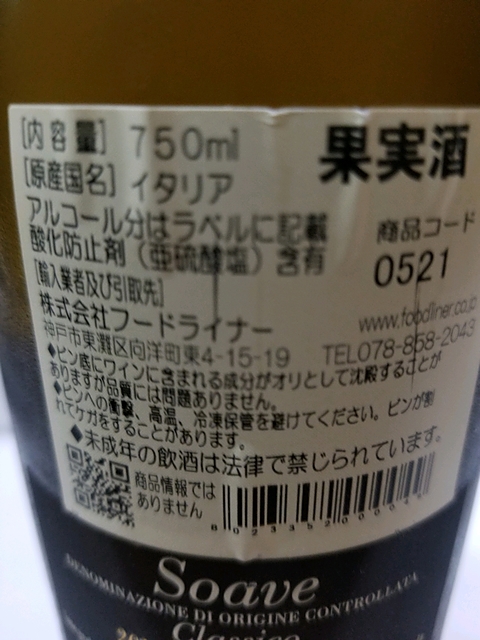 [内容量] 750ml
果実酒
[原産国名] イタリア
アルコール分はラベルに記載
酸化防止剤（亜硫酸塩）含有
商品コード
0521
[輸入業者及び引取先]
株式会社フードライナー
www.foodliner.co.jp
神戸市東灘区向洋町東4-15-19 TEL078-858-2043
◆ビン底にワインに含まれる成分がオリとして沈殿することが
ありますが品質には問題ありません。
◆ビンへの衝撃、高温、冷凍保管を避けてください。ビンが割
れてケガをすることがあります。
◆未成年の飲酒は法律で禁じられています。
商品情報では
ありません
Soave
DENOMINAZIONE DI ORIGINE CONTROLLATA
Classico